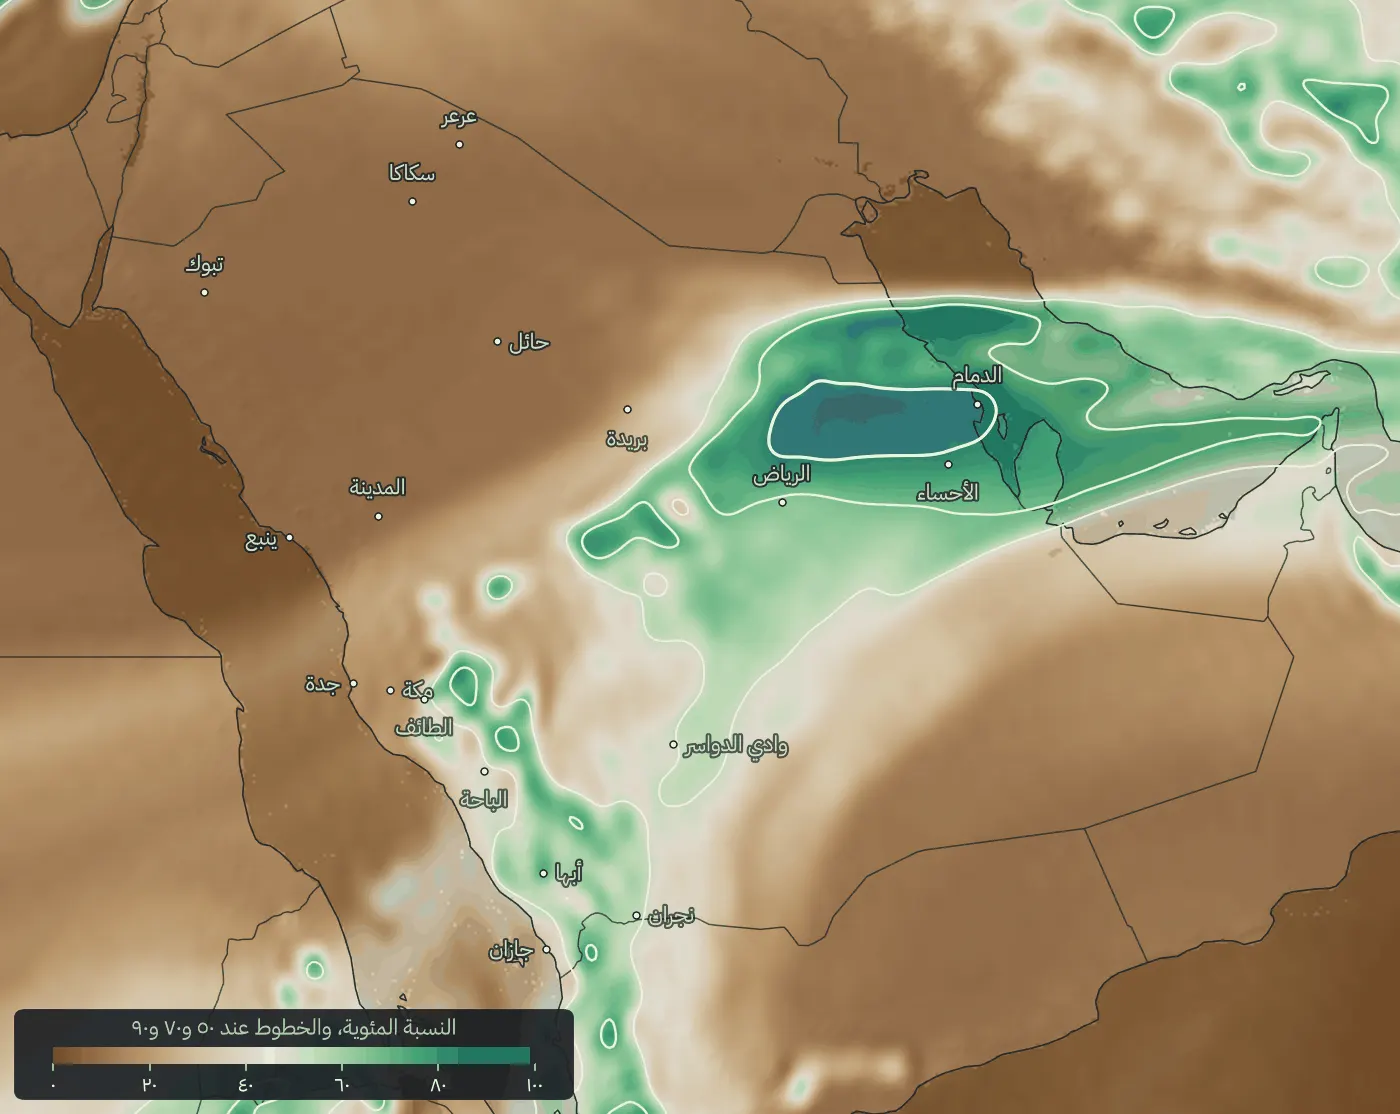 عرعر
سكاكا
تبوك
حائل
الدمام
بريدة
الرياض
المدينة
الأحساء
ينبع
جدة
مكة
الطائف
وادي الدواسر
الباحة
أبها
نجران
جازان
النسبة المئوية، والخطوط عند ٥٠ و٧٠ و٩٠
٠ ٢٠ ٤٠ ٦٠ ٨٠ ١٠٠